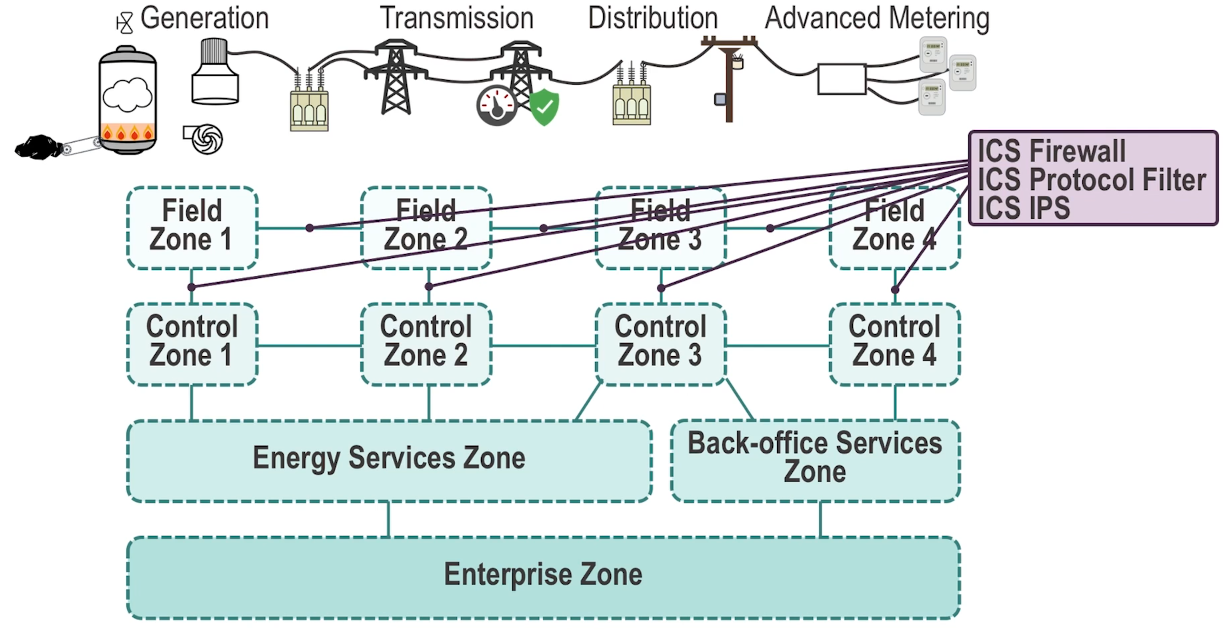 Generation
Transmission
Distribution
Advanced Metering
ICS Firewall
ICS Protocol Filter
ICS IPS
Field
Zone 1
Field
Zone 2
Field
Zone 3
Field
Zone 4
Control
Zone 1
Control
Zone 2
Control
Zone 3
Control
Zone 4
Energy Services Zone
Back-office Services
Zone
Enterprise Zone